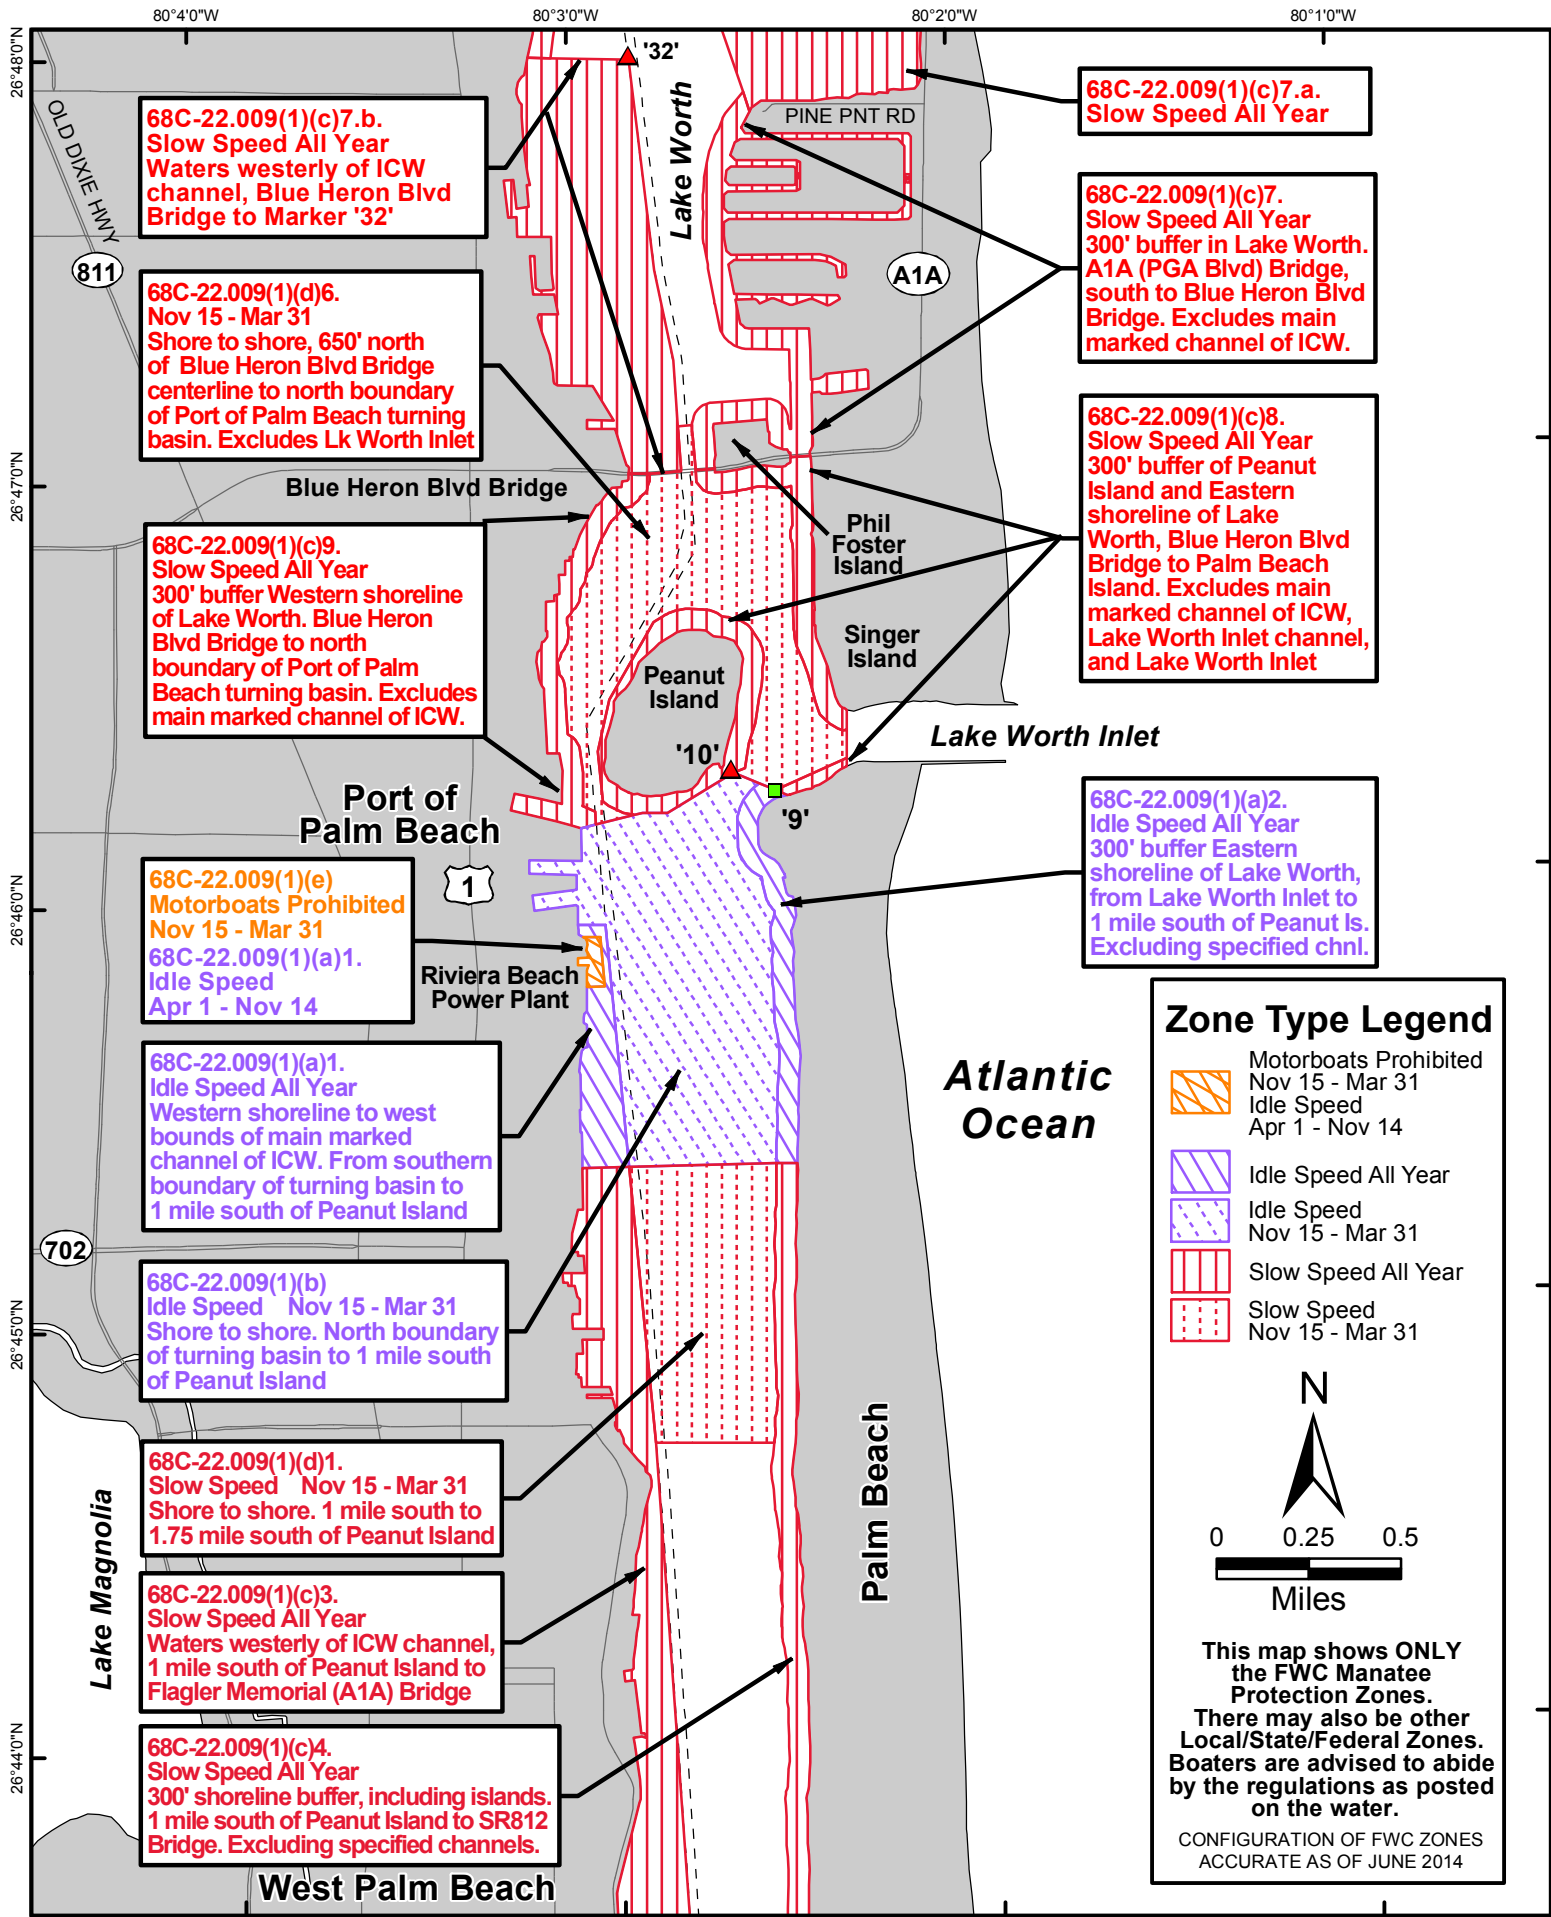 80°4'0"W
80°3'0"W
80°2'0"W
80°1'0"W
26°48'0"N
26°47'0"N
26°46'0"N
26°45'0"N
26°44'0"N
'32'
Lake Worth
PINE PNT RD
OLD DIXIE HWY
811
A1A
68C-22.009(1)(c)7.a.
Slow Speed All Year
68C-22.009(1)(c)7.b.
Slow Speed All Year
Waters westerly of ICW
channel, Blue Heron Blvd
Bridge to Marker '32'
68C-22.009(1)(c)7.
Slow Speed All Year
300' buffer in Lake Worth.
A1A (PGA Blvd) Bridge,
south to Blue Heron Blvd
Bridge. Excludes main
marked channel of ICW.
68C-22.009(1)(d)6.
Nov 15 - Mar 31
Shore to shore, 650' north
of Blue Heron Blvd Bridge
centerline to north boundary
of Port of Palm Beach turning
basin. Excludes Lk Worth Inlet
68C-22.009(1)(c)8.
Slow Speed All Year
300' buffer of Peanut
Island and Eastern
shoreline of Lake
Worth, Blue Heron Blvd
Bridge to Palm Beach
Island. Excludes main
marked channel of ICW,
Lake Worth Inlet channel,
and Lake Worth Inlet
Blue Heron Blvd Bridge
Phil
Foster
Island
68C-22.009(1)(c)9.
Slow Speed All Year
300' buffer Western shoreline
of Lake Worth. Blue Heron
Blvd Bridge to north
boundary of Port of Palm
Beach turning basin. Excludes
main marked channel of ICW.
Singer
Island
Peanut
Island
'10'
Lake Worth Inlet
'9'
Port of
Palm Beach
1
68C-22.009(1)(a)2.
Idle Speed All Year
300' buffer Eastern
shoreline of Lake Worth,
from Lake Worth Inlet to
1 mile south of Peanut Is.
Excluding specified chnl.
68C-22.009(1)(e)
Motorboats Prohibited
Nov 15 - Mar 31
68C-22.009(1)(a)1.
Idle Speed
Apr 1 - Nov 14
Riviera Beach
Power Plant
68C-22.009(1)(a)1.
Idle Speed All Year
Western shoreline to west
bounds of main marked
channel of ICW. From southern
boundary of turning basin to
1 mile south of Peanut Island
Atlantic
Ocean
702
68C-22.009(1)(b)
Idle Speed Nov 15 - Mar 31
Shore to shore. North boundary
of turning basin to 1 mile south
of Peanut Island
68C-22.009(1)(d)1.
Slow Speed Nov 15 - Mar 31
Shore to shore. 1 mile south to
1.75 mile south of Peanut Island
Lake Magnolia
Palm Beach
68C-22.009(1)(c)3.
Slow Speed All Year
Waters westerly of ICW channel,
1 mile south of Peanut Island to
Flagler Memorial (A1A) Bridge
68C-22.009(1)(c)4.
Slow Speed All Year
300' shoreline buffer, including islands.
1 mile south of Peanut Island to SR812
Bridge. Excluding specified channels.
West Palm Beach
Zone Type Legend
Motorboats Prohibited
Nov 15 - Mar 31
Idle Speed
Apr 1 - Nov 14
Idle Speed All Year
Idle Speed
Nov 15 - Mar 31
Slow Speed All Year
Slow Speed
Nov 15 - Mar 31
N
0 0.25 0.5
Miles
This map shows ONLY
the FWC Manatee
Protection Zones.
There may also be other
Local/State/Federal Zones.
Boaters are advised to abide
by the regulations as posted
on the water.
CONFIGURATION OF FWC ZONES
ACCURATE AS OF JUNE 2014